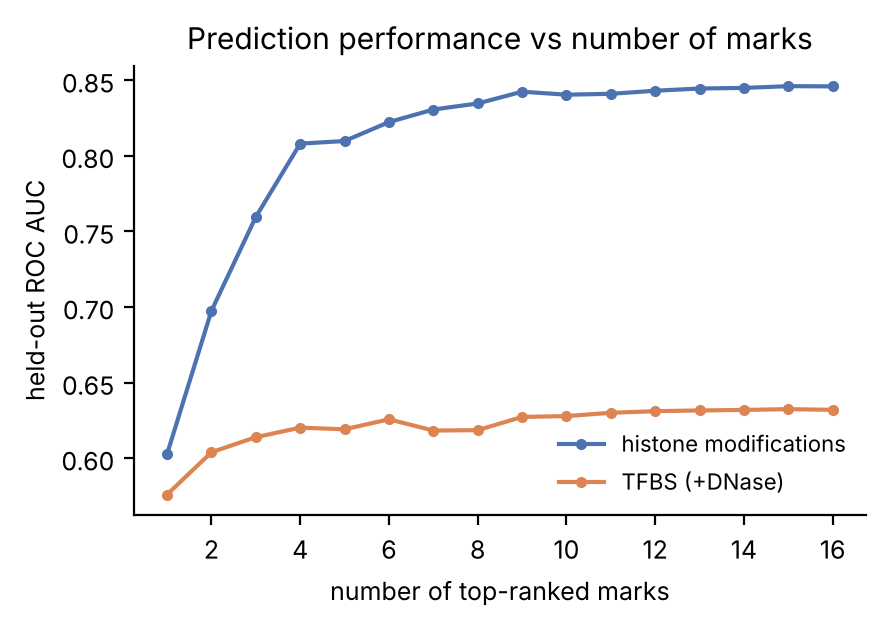 Prediction performance vs number of marks
held-out ROC AUC
0.85
0.80
0.75
0.70
0.65
0.60
histone modifications
TFBS (+DNase)
2 4 6 8 10 12 14 16
number of top-ranked marks